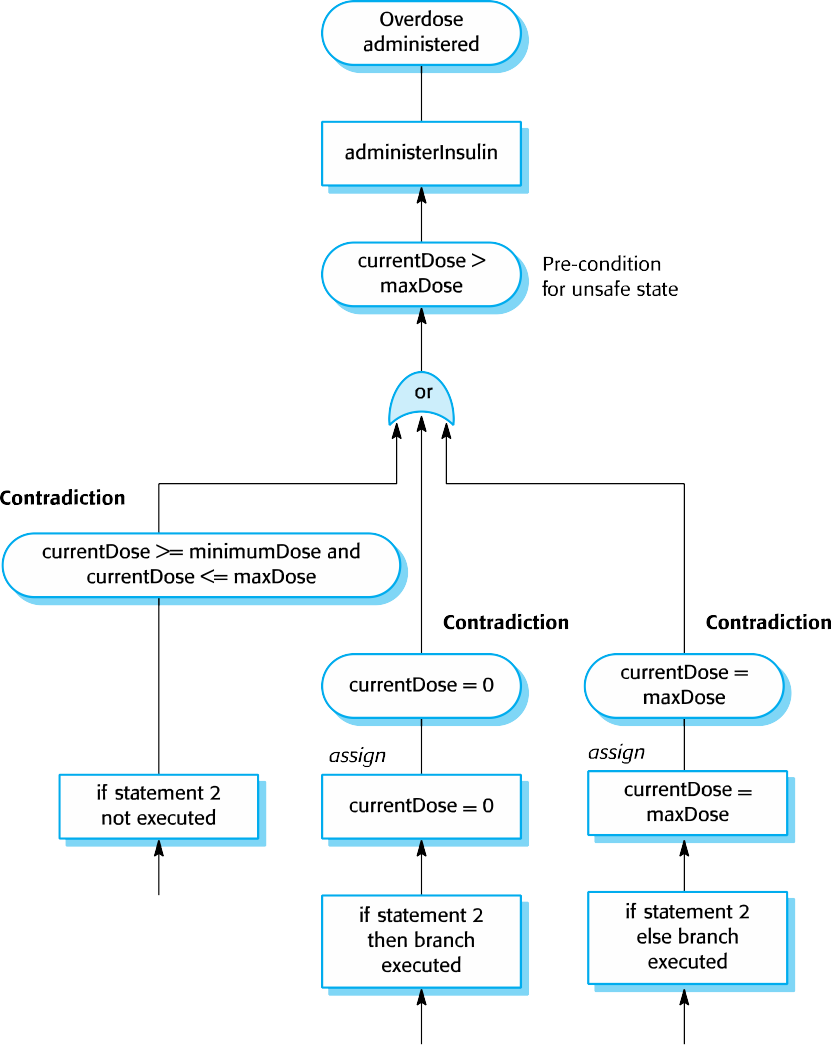 Overdose
administered
administerInsulin
currentDose >
maxDose
Pre-condition
for unsafe state
or
Contradiction
currentDose >= minimumDose and
currentDose <= maxDose
Contradiction
Contradiction
currentDose = 0
currentDose =
maxDose
assign
assign
if statement 2
not executed
currentDose = 0
currentDose =
maxDose
if statement 2
then branch
executed
if statement 2
else branch
executed